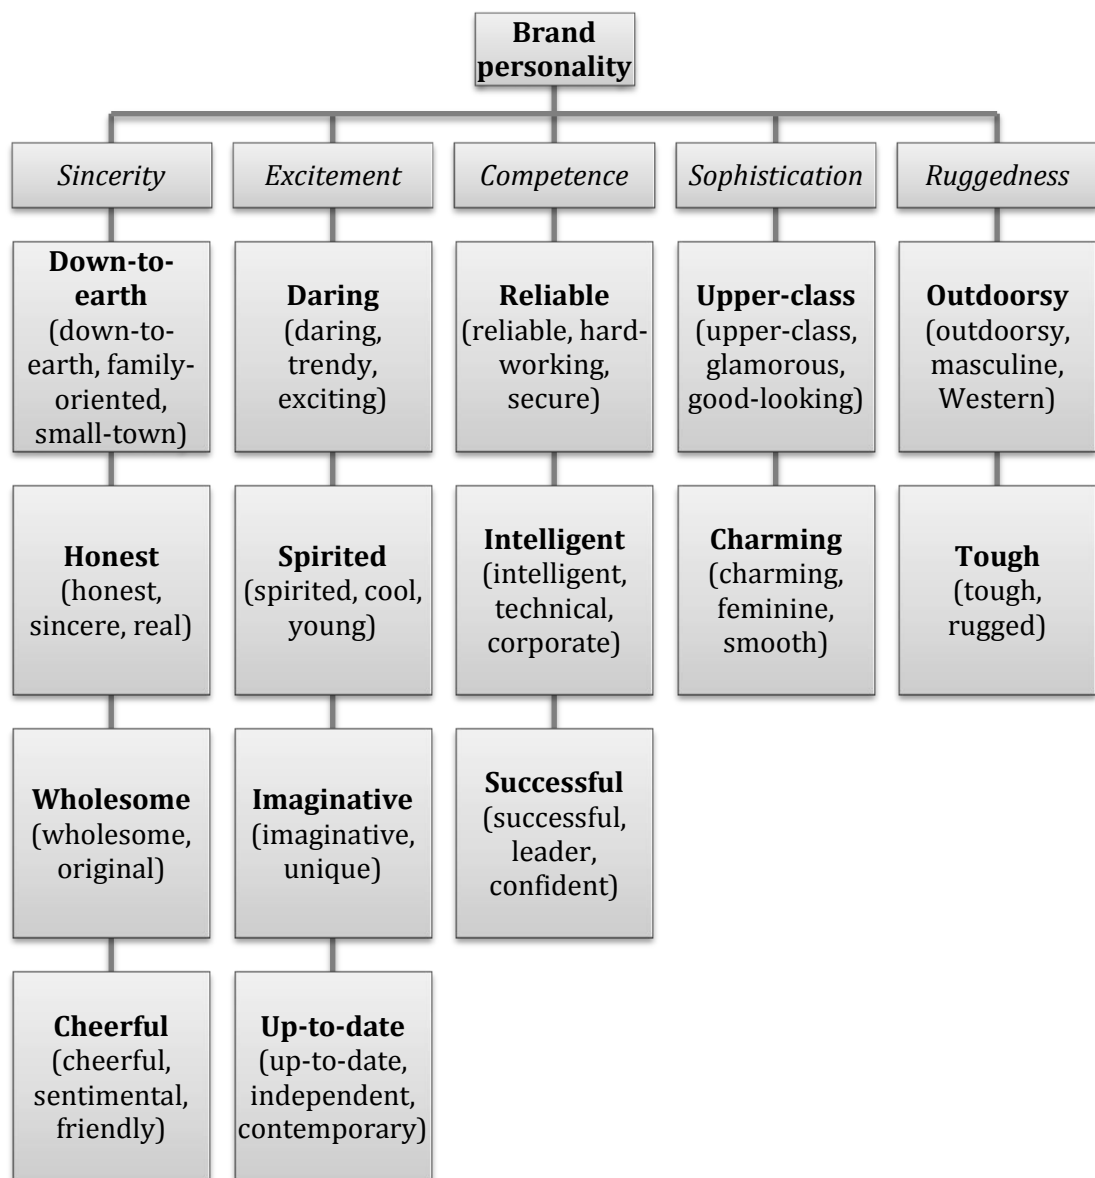 Brand
personality
Sincerity
Excitement
Competence
Sophistication
Ruggedness
Down-to-
earth
(down-to-
earth, family-
oriented,
small-town)
Daring
(daring,
trendy,
exciting)
Reliable
(reliable, hard-
working,
secure)
Upper-class
(upper-class,
glamorous,
good-looking)
Outdoorsy
(outdoorsy,
masculine,
Western)
Honest
(honest,
sincere, real)
Spirited
(spirited, cool,
young)
Intelligent
(intelligent,
technical,
corporate)
Charming
(charming,
feminine,
smooth)
Tough
(tough,
rugged)
Wholesome
(wholesome,
original)
Imaginative
(imaginative,
unique)
Successful
(successful,
leader,
confident)
Cheerful
(cheerful,
sentimental,
friendly)
Up-to-date
(up-to-date,
independent,
contemporary)